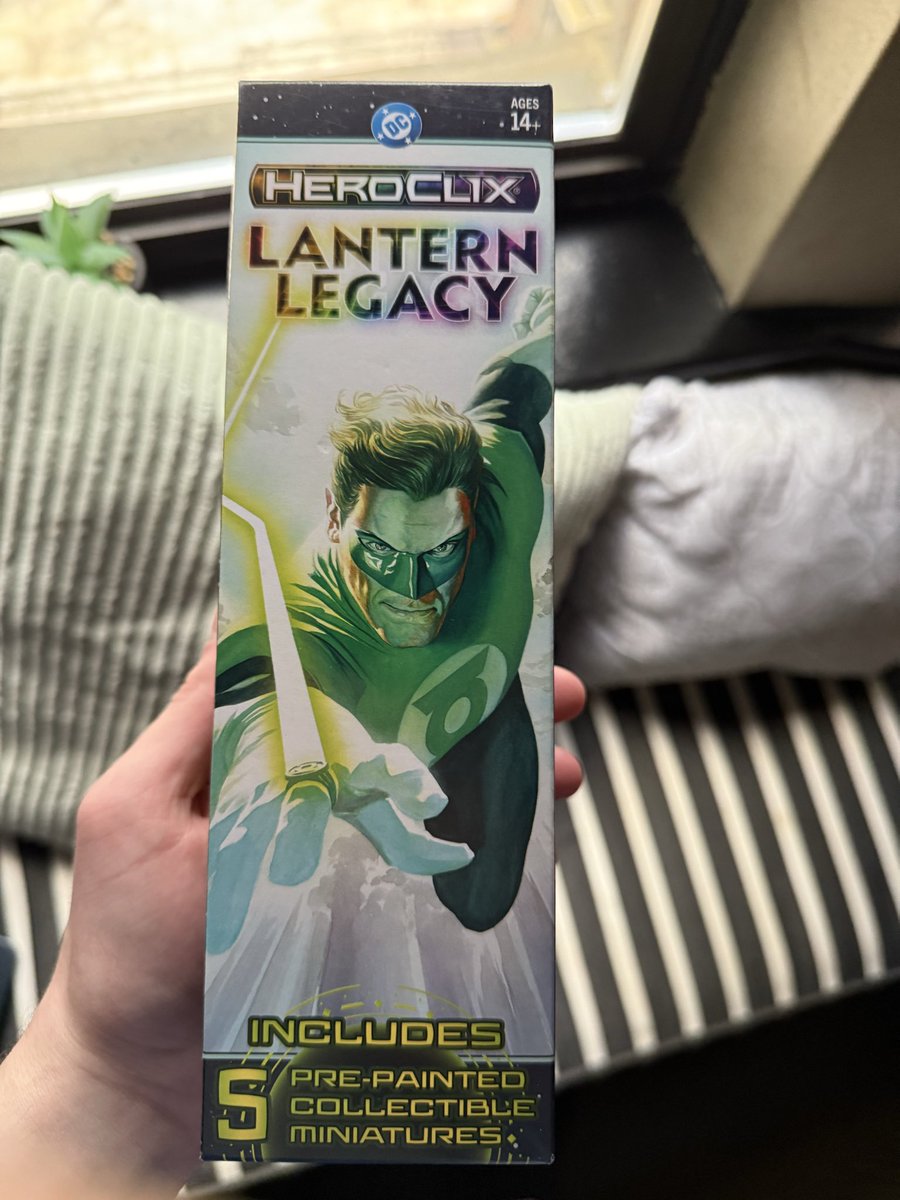 AGES
14+
DC
HEROCLIX®
LANTERN
LEGACY
INCLUDES
5 PRE-PAINTED
COLLECTIBLE
MINIATURES